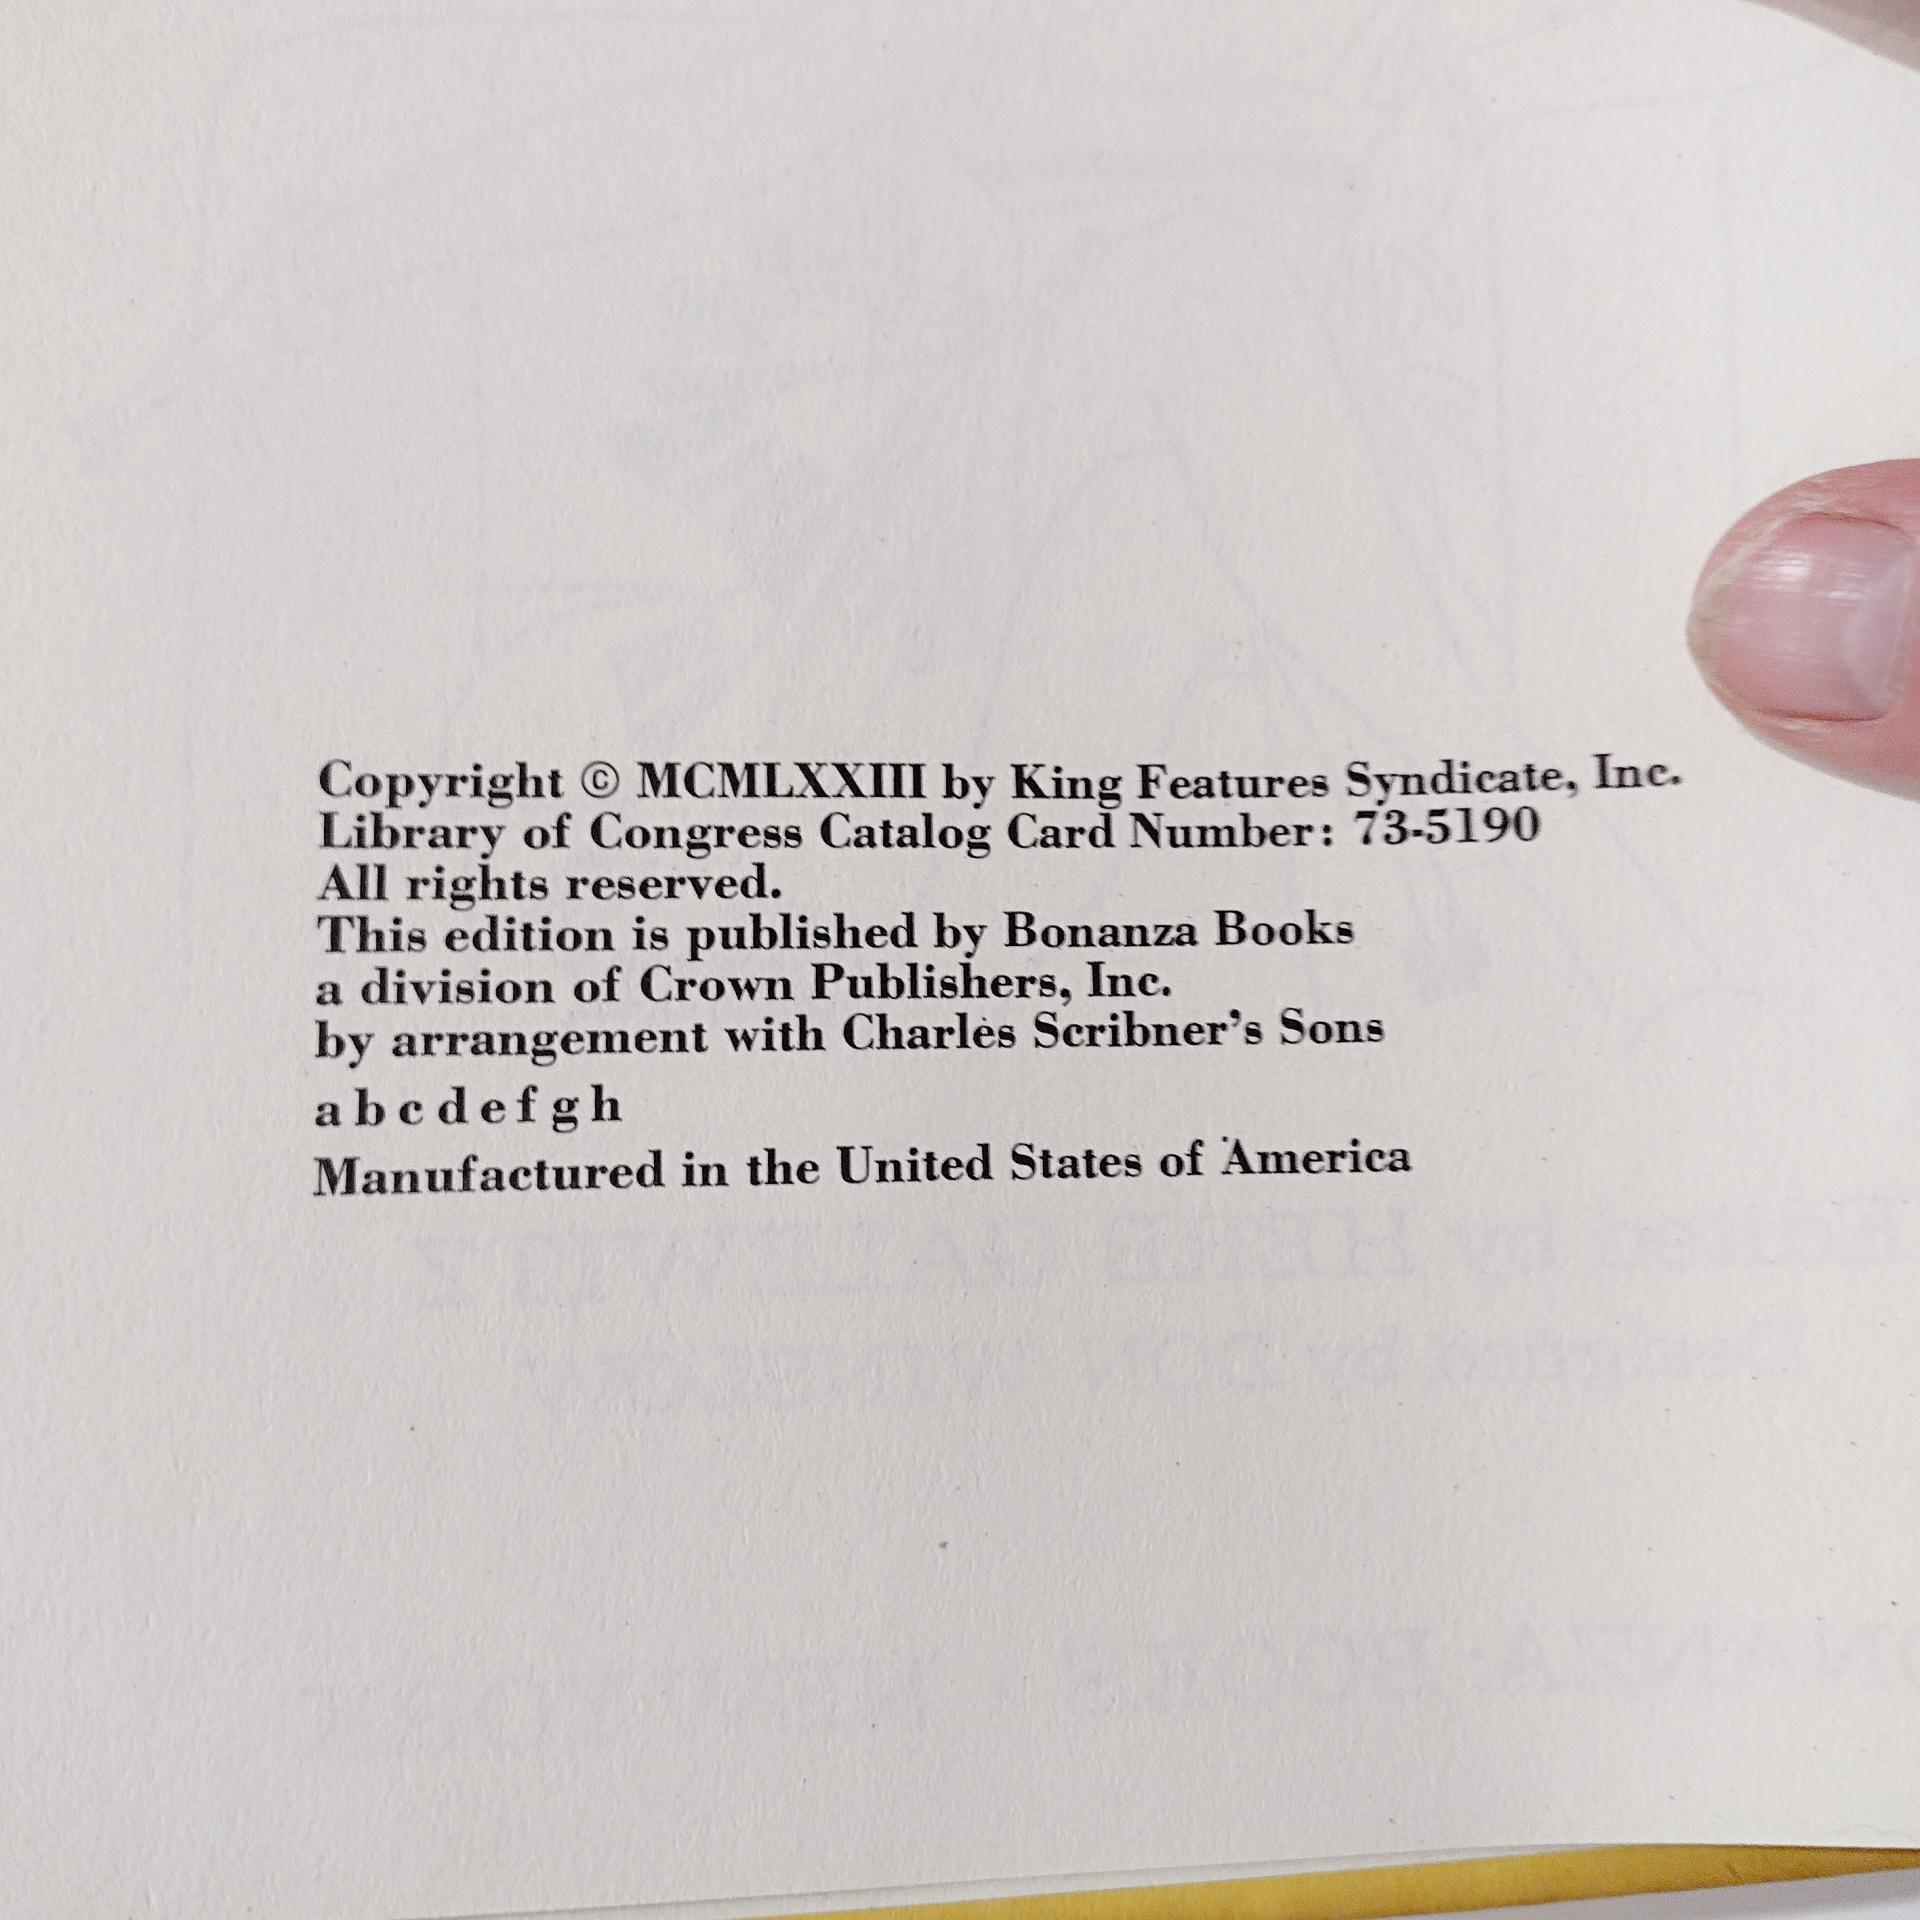 Copyright © MCMLXXIII by King Features Syndicate, Inc.
Library of Congress Catalog Card Number: 73-5190
All rights reserved.
This edition is published by Bonanza Books
a division of Crown Publishers, Inc.
by arrangement with Charles Scribner's Sons
a b c d e f g h
Manufactured in the United States of America